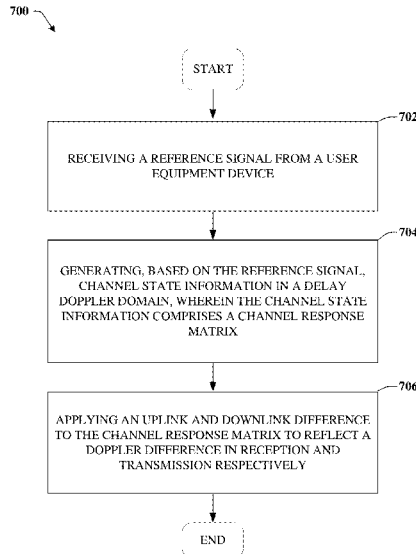 700
START
702
RECEIVING A REFERENCE SIGNAL FROM A USER
EQUIPMENT DEVICE
704
GENERATING, BASED ON THE REFERENCE SIGNAL,
CHANNEL STATE INFORMATION IN A DELAY
DOPPLER DOMAIN, WHEREIN THE CHANNEL STATE
INFORMATION COMPRISES A CHANNEL RESPONSE
MATRIX
706
APPLYING AN UPLINK AND DOWNLINK DIFFERENCE
TO THE CHANNEL RESPONSE MATRIX TO REFLECT A
DOPPLER DIFFERENCE IN RECEPTION AND
TRANSMISSION RESPECTIVELY
END